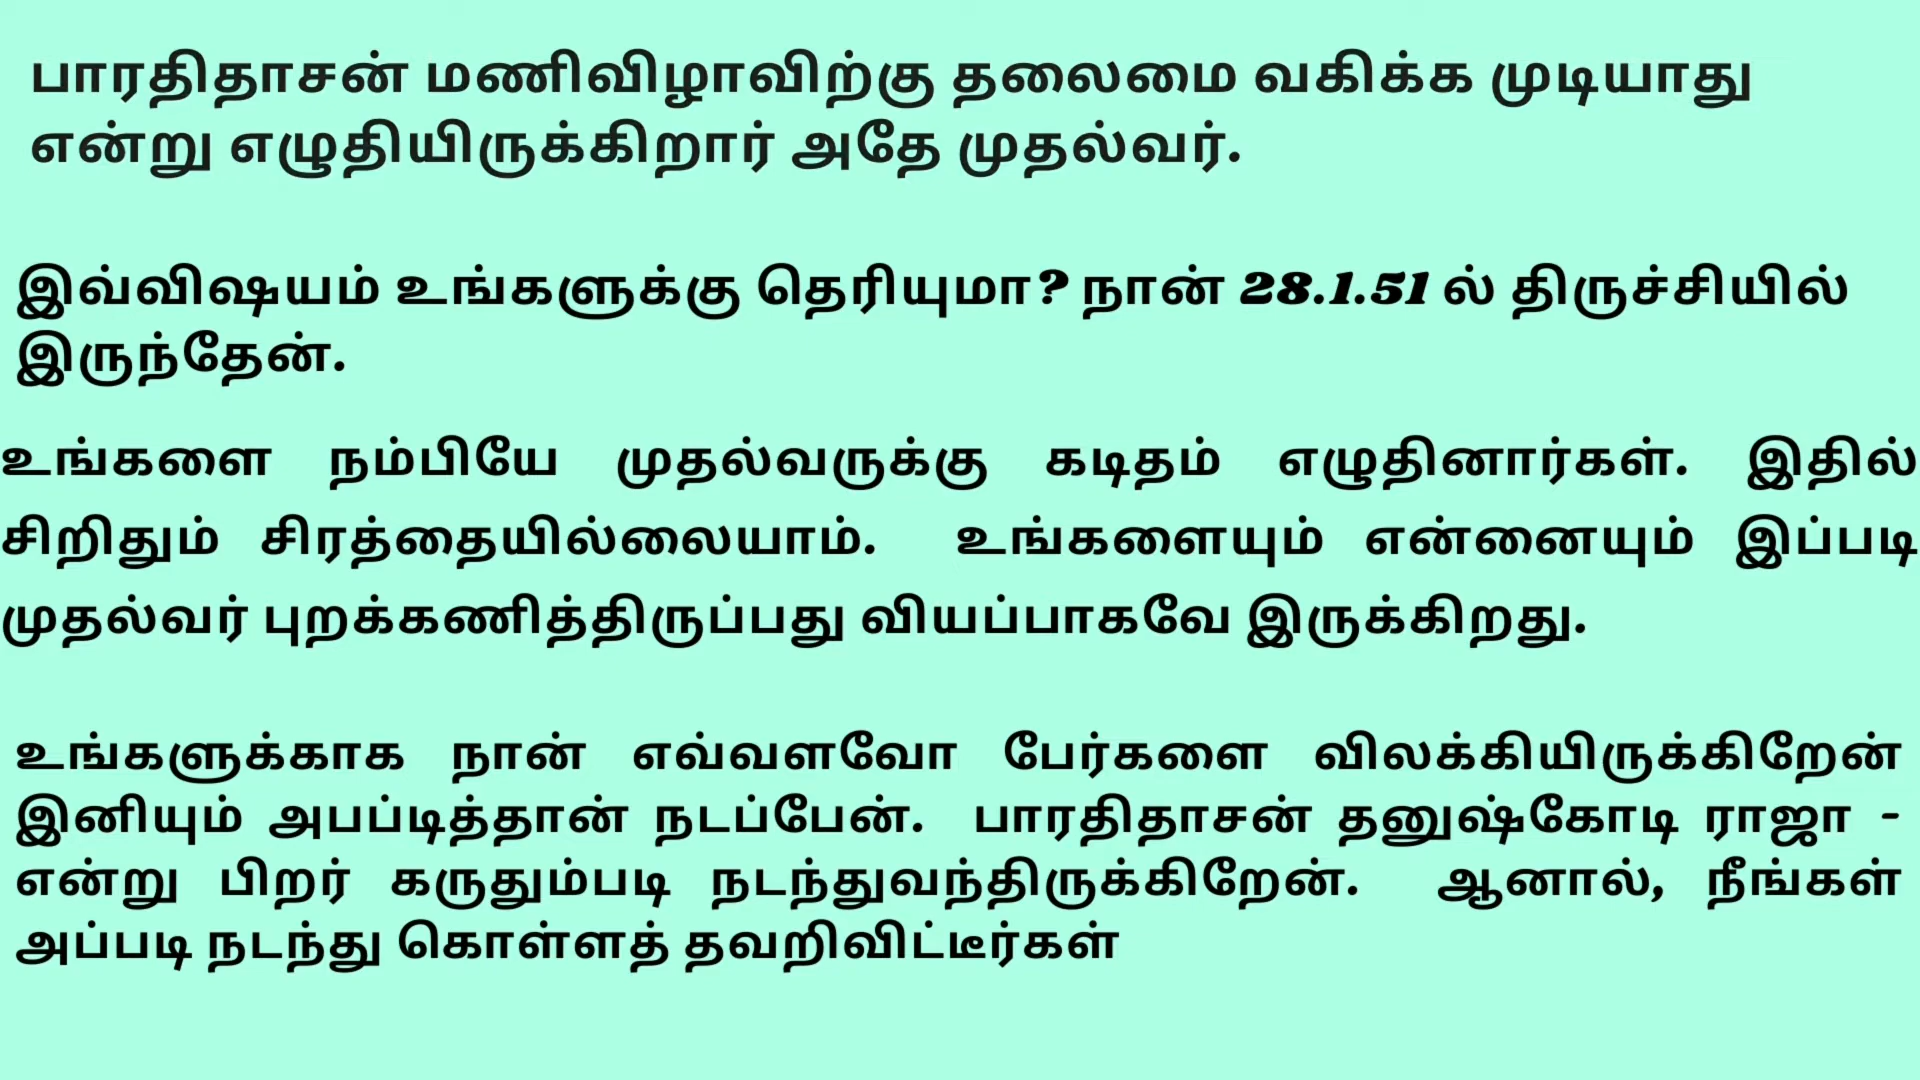 பாரதிதாசன் மணிவிழாவிற்கு தலைமை வகிக்க முடியாது
என்று எழுதியிருக்கிறார் அதே முதல்வர்.
இவ்விஷயம் உங்களுக்கு தெரியுமா? நான் 28.1.51 ல் திருச்சியில்
இருந்தேன்.
உங்களை நம்பியே முதல்வருக்கு கடிதம் எழுதினார்கள். இதில்
சிறிதும் சிரத்தையில்லையாம். உங்களையும் என்னையும் இப்படி
முதல்வர் புறக்கணித்திருப்பது வியப்பாகவே இருக்கிறது.
உங்களுக்காக நான் எவ்வளவோ பேர்களை விலக்கியிருக்கிறேன்
இனியும் அபப்டித்தான் நடப்பேன். பாரதிதாசன் தனுஷ்கோடி ராஜா -
என்று பிறர் கருதும்படி நடந்துவந்திருக்கிறேன். ஆனால், நீங்கள்
அப்படி நடந்து கொள்ளத் தவறிவிட்டீர்கள்